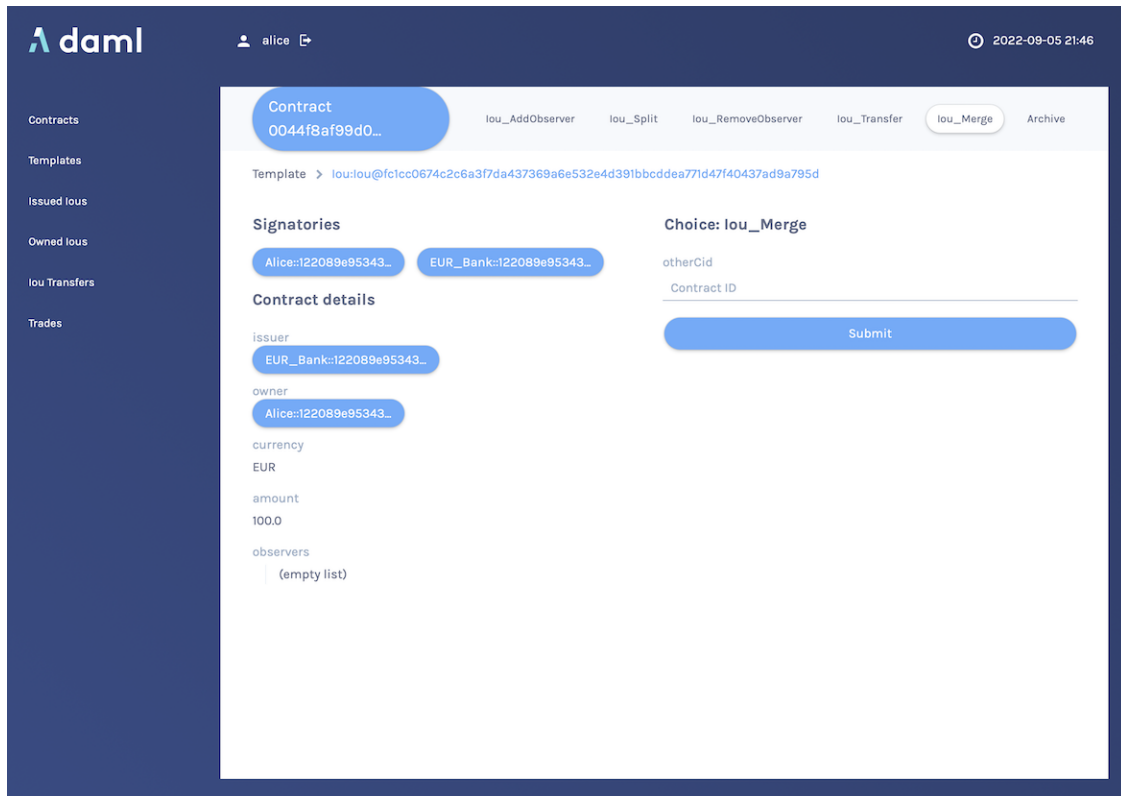 daml
alice
2022-09-05 21:46
Contracts
Templates
Issued Ious
Owned Ious
Iou Transfers
Trades
Contract
0044f8af99d0...
Iou_AddObserver
Iou_Split
Iou_RemoveObserver
Iou_Transfer
Iou_Merge
Archive
Template > Iou:Iou@fc1cc0674c2c6a3f7da437369a6e532e4d391bbcddea771d47f40437ad9a795d
Signatories
Alice::122089e95343...
EUR_Bank::122089e95343...
Contract details
issuer
EUR_Bank::122089e95343...
owner
Alice::122089e95343...
currency
EUR
amount
100.0
observers
(empty list)
Choice: Iou_Merge
otherCid
Contract ID
Submit